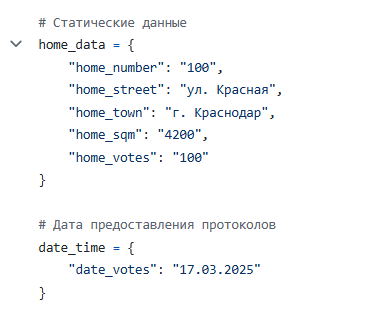 # Статические данные
home_data = {
"home_number": "100",
"home_street": "ул. Красная",
"home_town": "г. Краснодар",
"home_sqm": "4200",
"home_votes": "100"
}
# Дата предоставления протоколов
date_time = {
"date_votes": "17.03.2025"
}